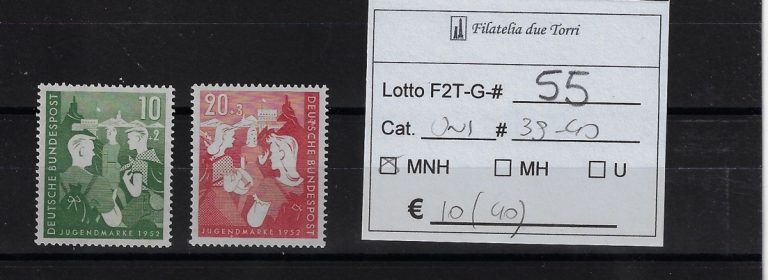 DEUTSCHE BUNDESPOST
10
+2
JUGENDMARKE 1952
20+3
DEUTSCHE BUNDESPOST
JUGENDMARKE 1952
Filatelia due Torri
Lotto F2T-G-# 55
Cat. Uni # 39-40
☒ MNH ☐ MH ☐ U
€ 10 (40)